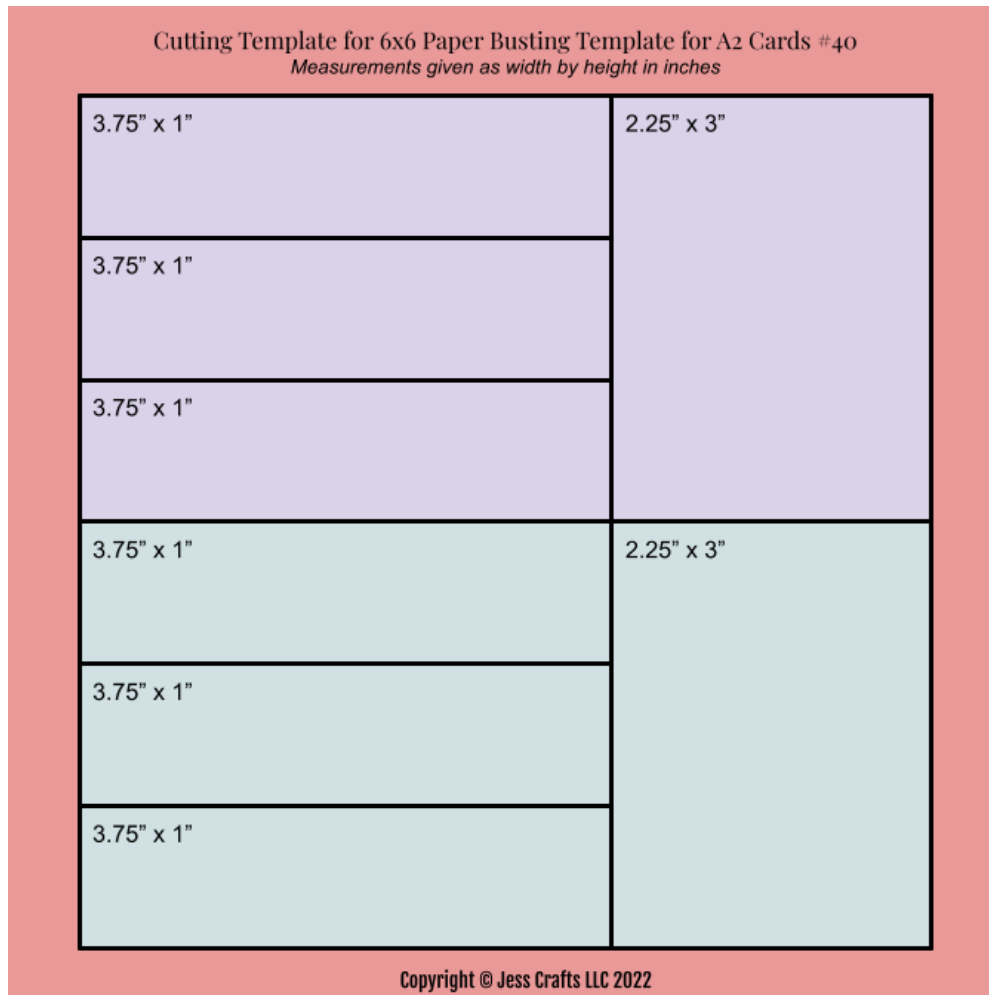 Cutting Template for 6x6 Paper Busting Template for A2 Cards #40
Measurements given as width by height in inches
3.75” x 1”
2.25” x 3”
3.75” x 1”
3.75” x 1”
3.75” x 1”
2.25” x 3”
3.75” x 1”
3.75” x 1”
Copyright © Jess Crafts LLC 2022